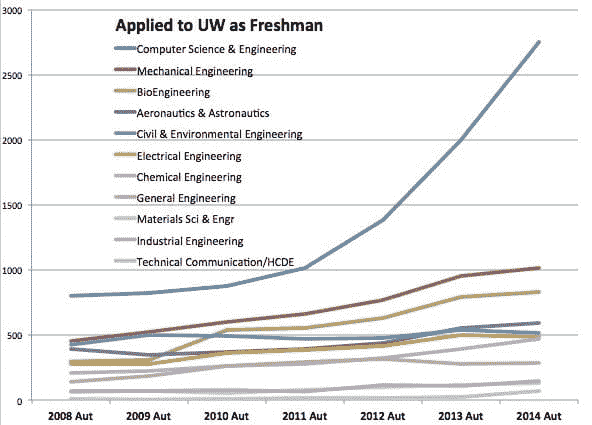 Applied to UW as Freshman
Computer Science & Engineering
Mechanical Engineering
BioEngineering
Aeronautics & Astronautics
Civil & Environmental Engineering
Electrical Engineering
Chemical Engineering
General Engineering
Materials Sci & Engr
Industrial Engineering
Technical Communication/HCDE
3000
2500
2000
1500
1000
500
0
2008 Aut 2009 Aut 2010 Aut 2011 Aut 2012 Aut 2013 Aut 2014 Aut